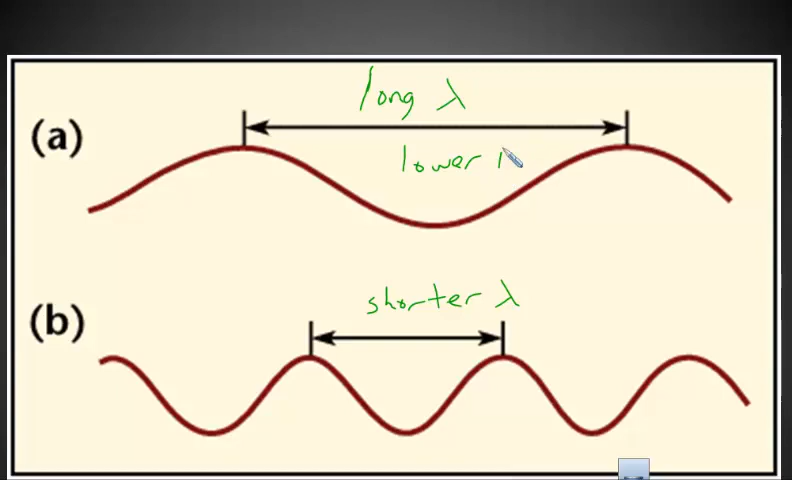 long λ
(a)
lower
shorter λ
(b)